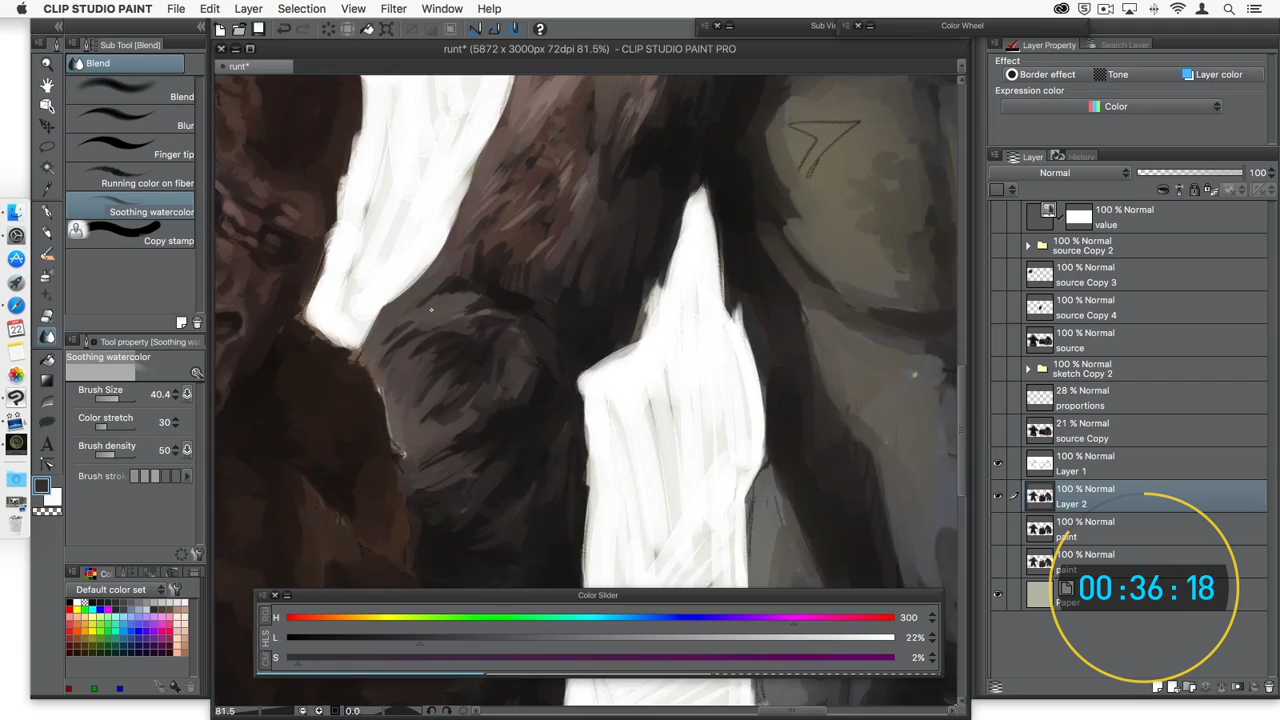 CLIP STUDIO PAINT File Edit Layer Selection View Filter Window Help
Color Wheel
runt* (5872 x 3000px 72dpi 81.5%) - CLIP STUDIO PAINT PRO
Sub Tool [Blend]
Blend
runt*
Blend
Blur
Finger tip
Running color on fiber
Soothing watercolor
Copy stamp
Tool property [Soothing wa
Soothing watercolor
Brush Size 40.4
Color stretch 30
Brush density 50
Brush strok
Default color set
Layer Property Search Layer
Effect
Border effect Tone Layer color
Expression color
Color
Layer History
Normal 100
100 % Normal
value
100 % Normal
source Copy 2
100 % Normal
source Copy 3
100 % Normal
source Copy 4
100 % Normal
source
100 % Normal
sketch Copy 2
28 % Normal
proportions
21 % Normal
source Copy
100 % Normal
Layer 1
100 % Normal
Layer 2
100 % Normal
paint
100 % Normal
paint
Paper
00:36:18
Color Slider
H 300
HLS
L 22%
S 2%
81.5 0.0
22